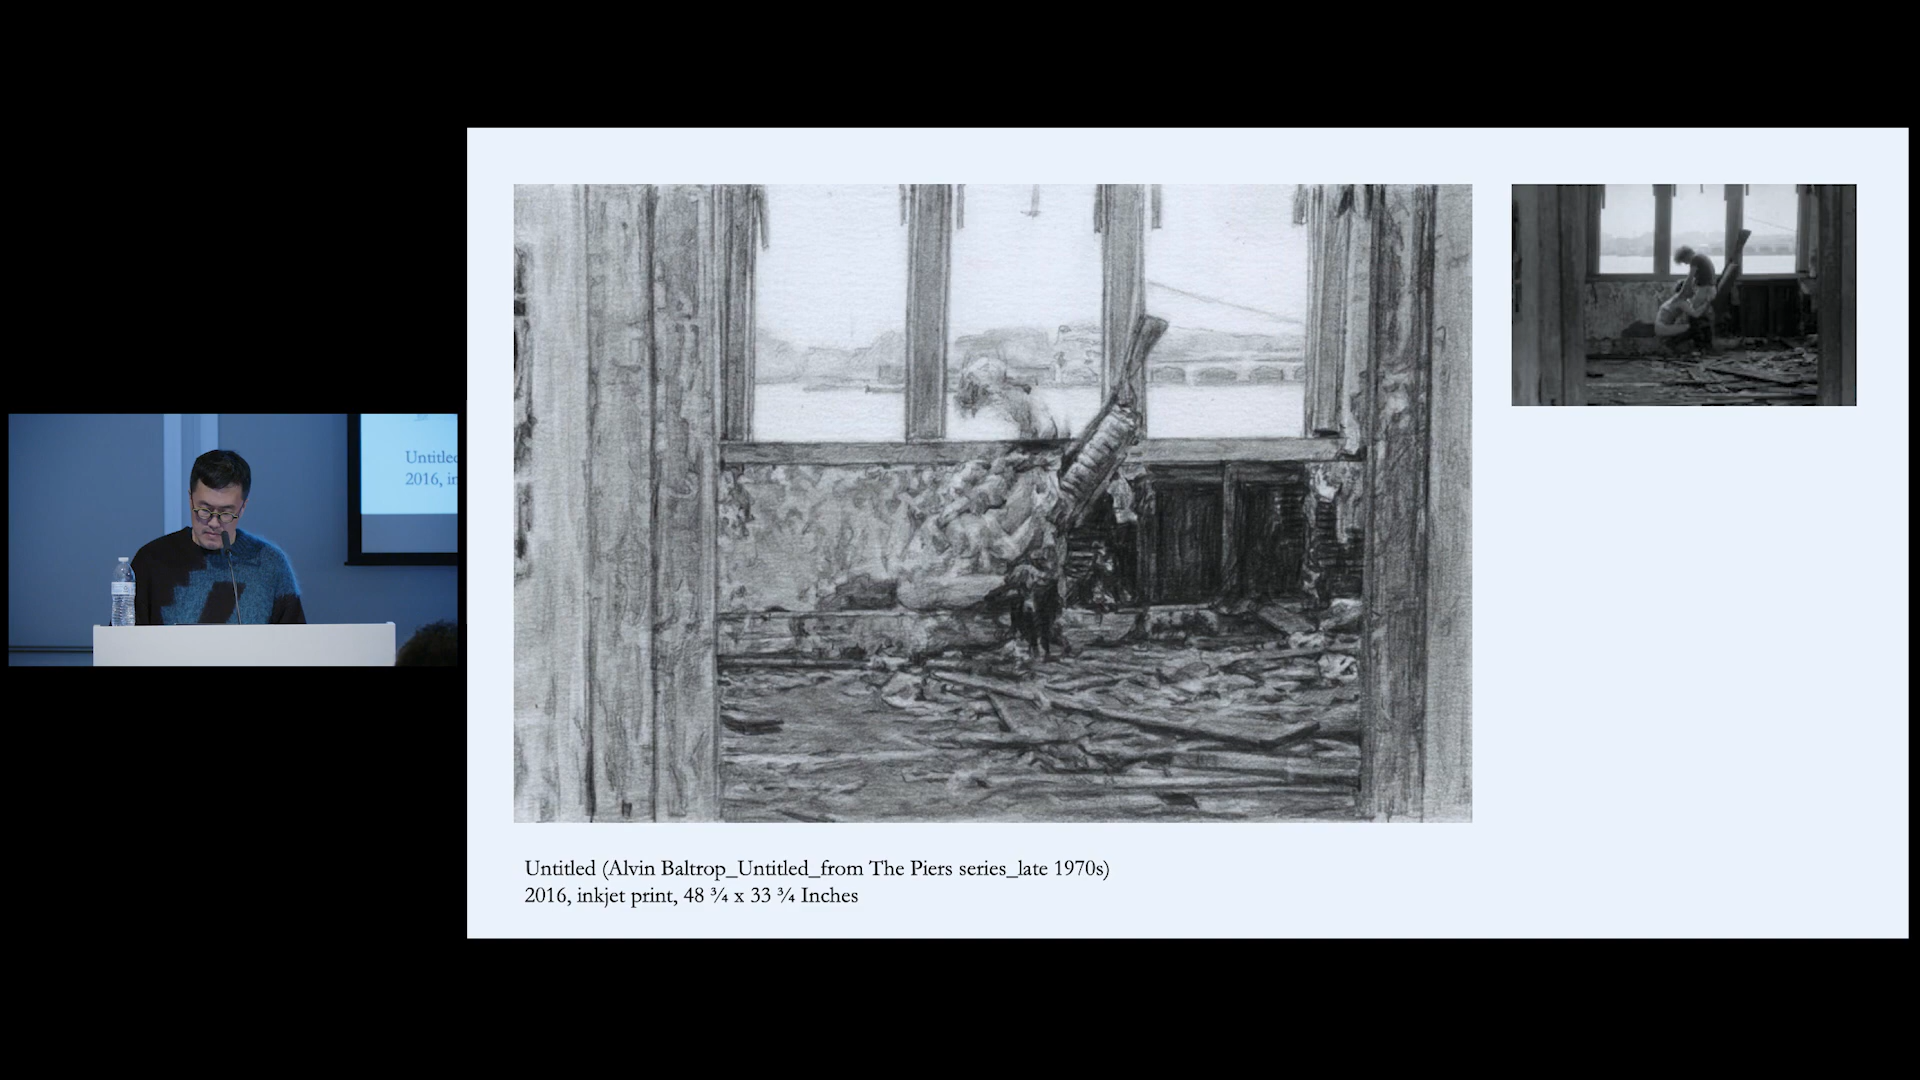 Untitled
2016, in
Untitled (Alvin Baltrop_Untitled_from The Piers series_late 1970s)
2016, inkjet print, 48 ¾ x 33 ¾ Inches